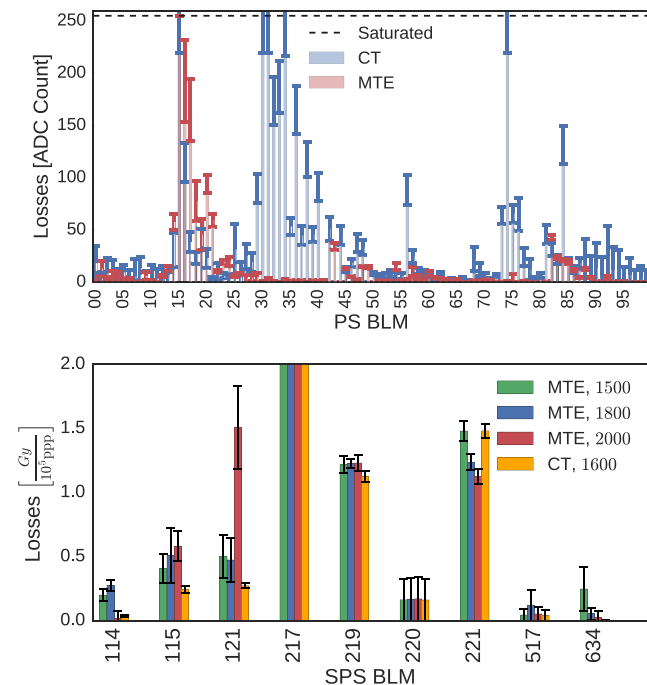 250
200
150
100
50
0
Losses [ADC Count]
Saturated
CT
MTE
00 05 10 15 20 25 30 35 40 45 50 55 60 65 70 75 80 85 90 95
PS BLM
2.0
1.5
1.0
0.5
0.0
Losses [Gy / 10^5 ppp]
MTE, 1500
MTE, 1800
MTE, 2000
CT, 1600
114 115 121 217 219 220 221 517 634
SPS BLM